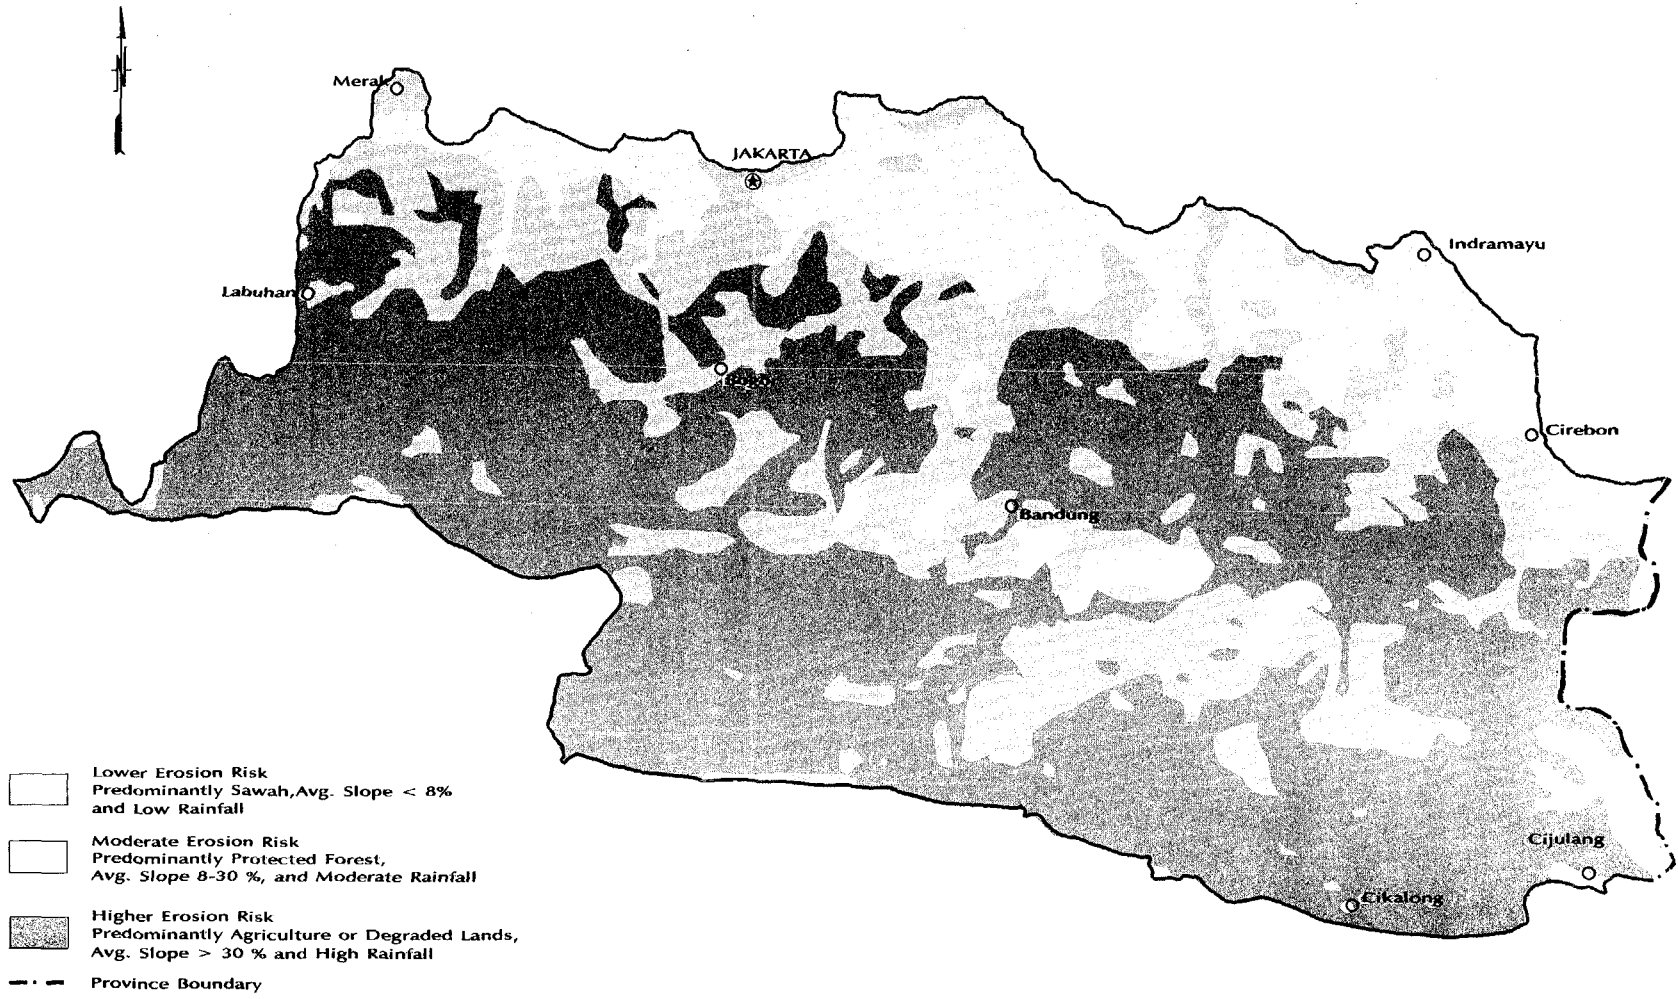 Merak
JAKARTA
Indramayu
Labuhan
Cirebon
Bandung
Lower Erosion Risk
Predominantly Sawah,Avg. Slope < 8%
and Low Rainfall
Moderate Erosion Risk
Predominantly Protected Forest,
Avg. Slope 8-30 %, and Moderate Rainfall
Cijulang
Cikalong
Higher Erosion Risk
Predominantly Agriculture or Degraded Lands,
Avg. Slope > 30 % and High Rainfall
Province Boundary